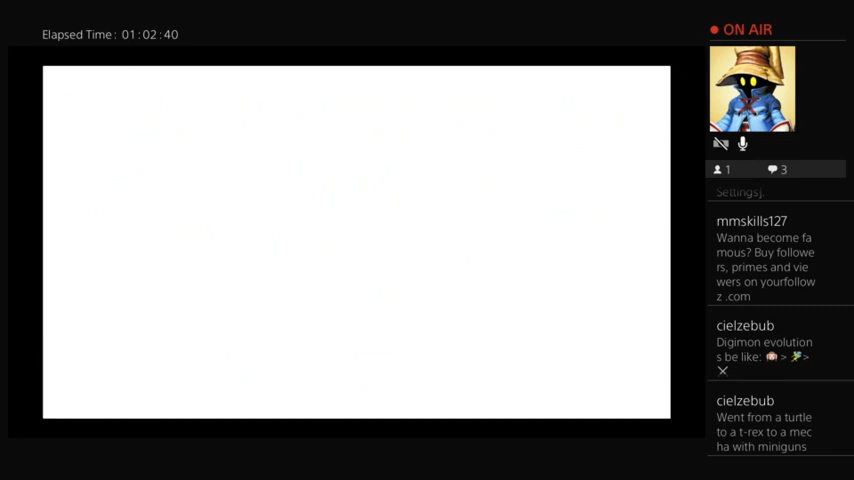 Elapsed Time: 01:02:40
ON AIR
1 3
Settings].
mmskills127
Wanna become fa
mous? Buy followe
rs, primes and vie
wers on yourfollow
z .com
cielzebub
Digimon evolution
s be like: 🙉 > 🧚 >
⚔
cielzebub
Went from a turtle
to a t-rex to a mec
ha with miniguns